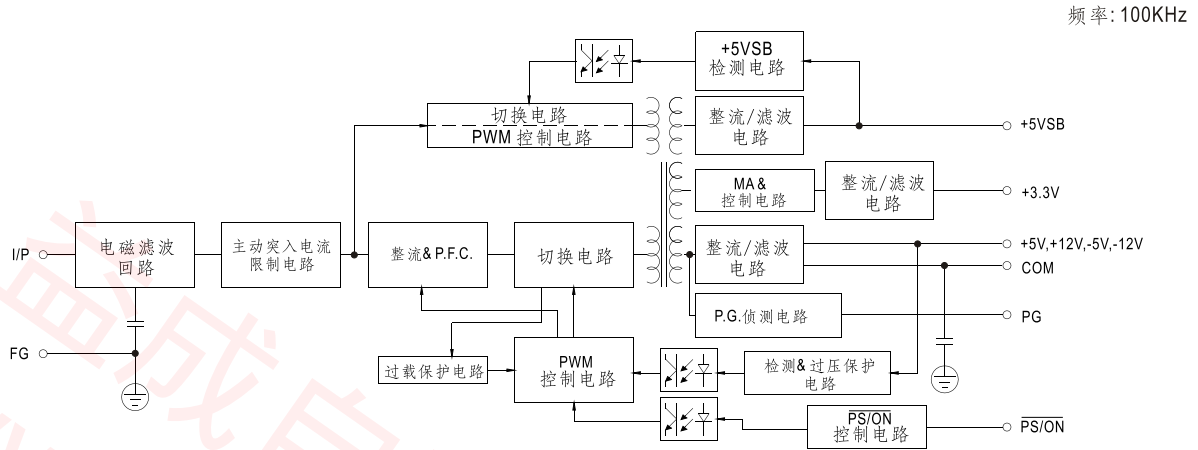 频率: 100KHz
+5VSB
检测电路
切换电路
PWM 控制电路
整流/滤波
电路
+5VSB
MA &
控制电路
整流/滤波
电路
+3.3V
I/P
电磁滤波
回路
主动突入电流
限制电路
整流 & P.F.C.
切换电路
整流/滤波
电路
+5V,+12V,-5V,-12V
COM
P.G.侦测电路
PG
FG
过载保护电路
PWM
控制电路
检测 & 过压保护
电路
PS/ON
控制电路
PS/ON
益成自